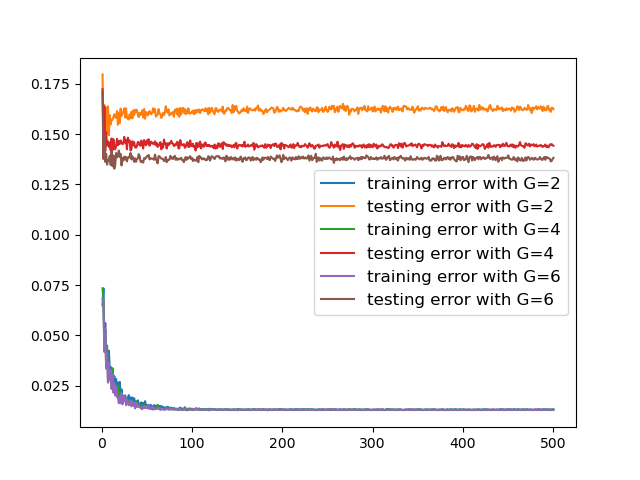 0.175
0.150
0.125
0.100
0.075
0.050
0.025
0
100
200
300
400
500
training error with G=2
testing error with G=2
training error with G=4
testing error with G=4
training error with G=6
testing error with G=6